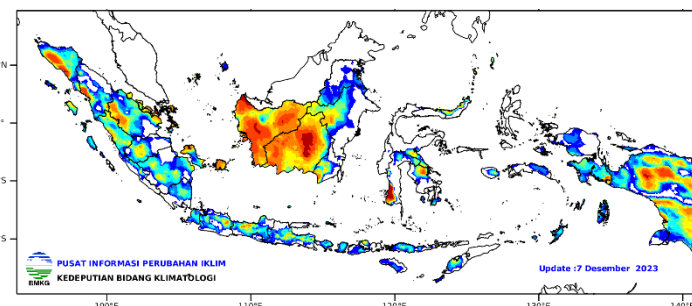 N
°
S
S
PUSAT INFORMASI PERUBAHAN IKLIM
KEDEPUTIAN BIDANG KLIMATOLOGI
BMKG
Update :7 Desember 2023
100°E 110°E 120°E 130°E 140°E